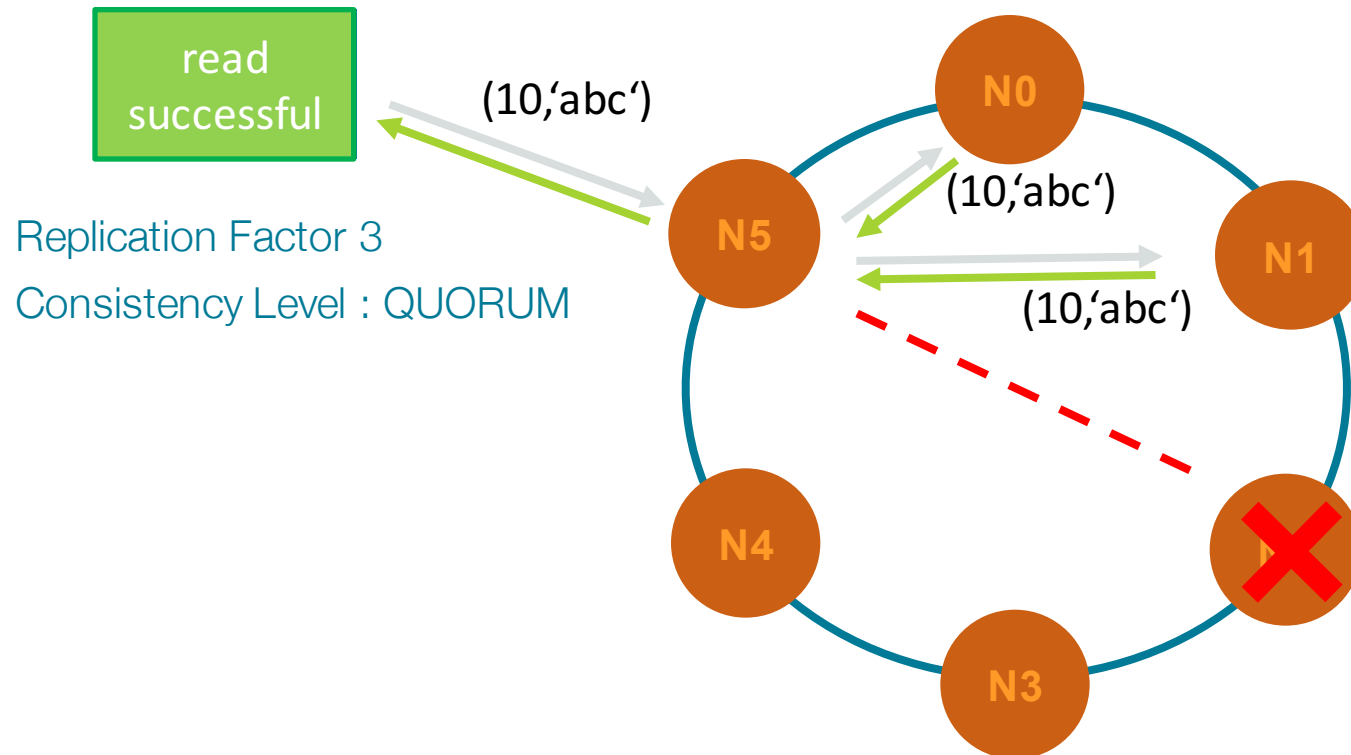 read
successful
(10,‘abc‘)
Replication Factor 3
Consistency Level : QUORUM
N0
(10,‘abc‘)
N5
N1
(10,‘abc‘)
N4
N3